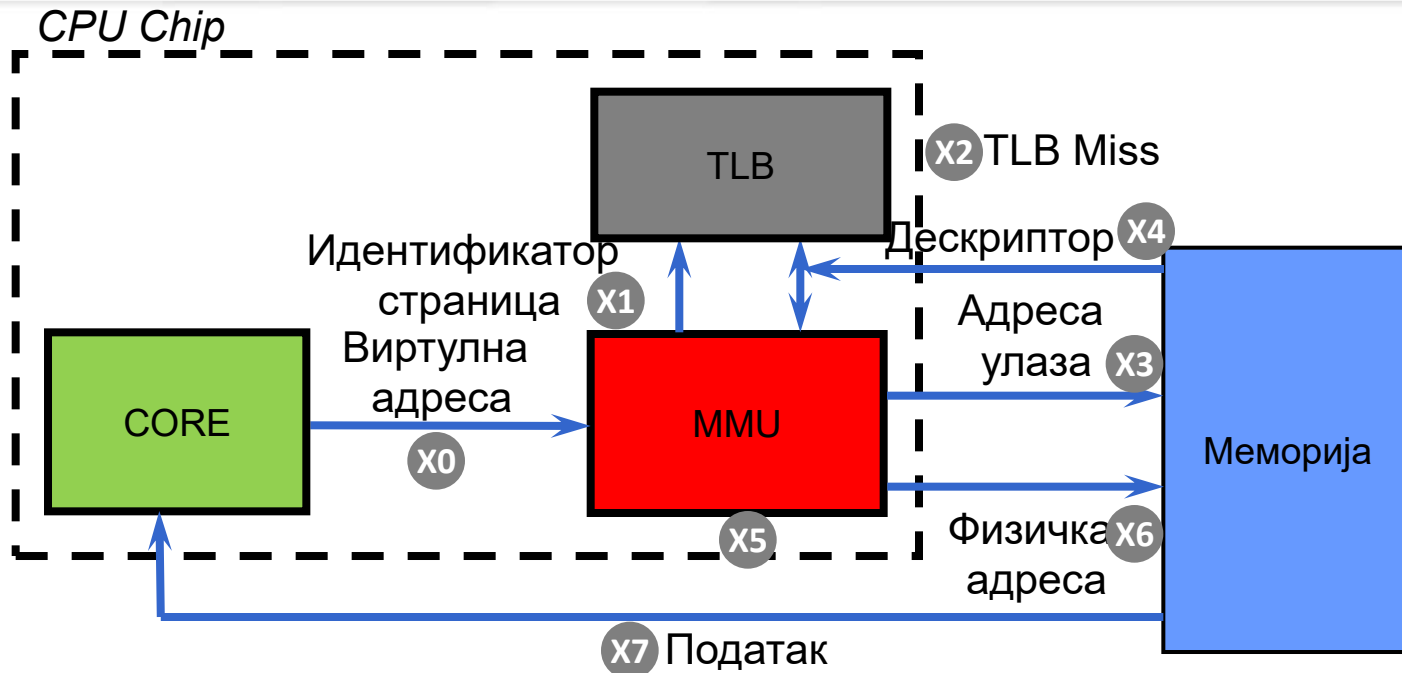 CPU Chip
TLB
X2 TLB Miss
Дескриптор X4
Идентификатор
страница X1
Адреса
улаза X3
Виртулна
адреса
X0
CORE
MMU
Меморија
X5
Физичка X6
адреса
X7 Податак